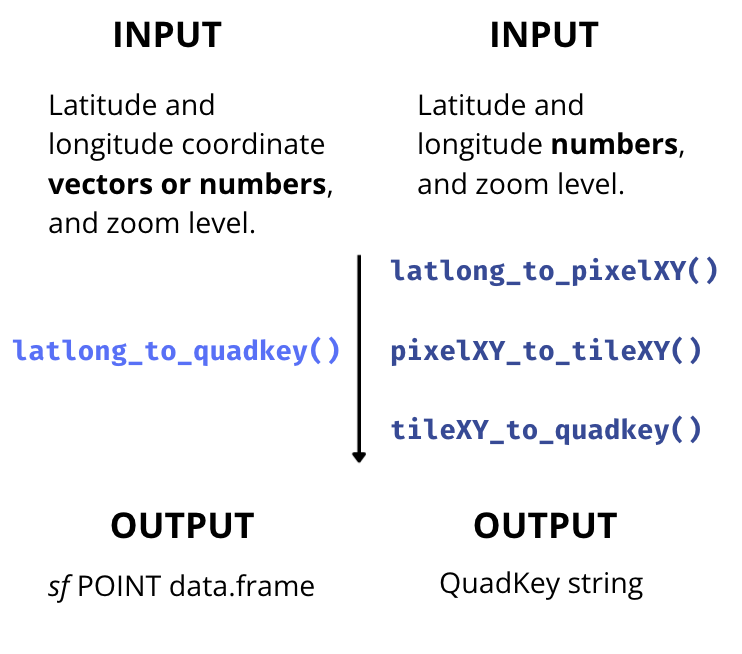 INPUT
Latitude and
longitude coordinate
vectors or numbers,
and zoom level.
latlong_to_quadkey()
OUTPUT
sf POINT data.frame
INPUT
Latitude and
longitude numbers,
and zoom level.
latlong_to_pixelXY()
pixelXY_to_tileXY()
tileXY_to_quadkey()
OUTPUT
QuadKey string